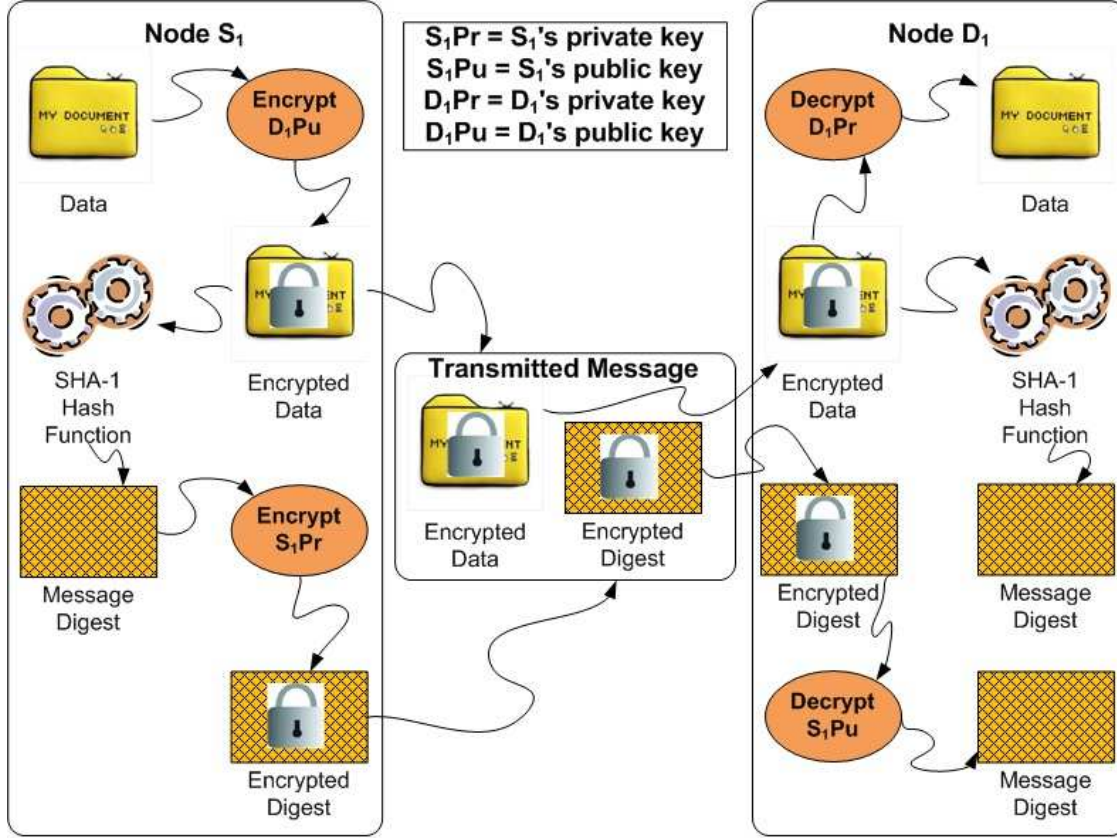 Node S₁
MY DOCUMENT
Data
Encrypt
D₁Pu
MY DOCUMENT
Encrypted
Data
SHA-1
Hash
Function
Message
Digest
Encrypt
S₁Pr
Encrypted
Digest
S₁Pr = S₁'s private key
S₁Pu = S₁'s public key
D₁Pr = D₁'s private key
D₁Pu = D₁'s public key
Transmitted Message
Encrypted
Data
Encrypted
Digest
Node D₁
Decrypt
D₁Pr
MY DOCUMENT
Data
Encrypted
Data
SHA-1
Hash
Function
Encrypted
Digest
Message
Digest
Decrypt
S₁Pu
Message
Digest